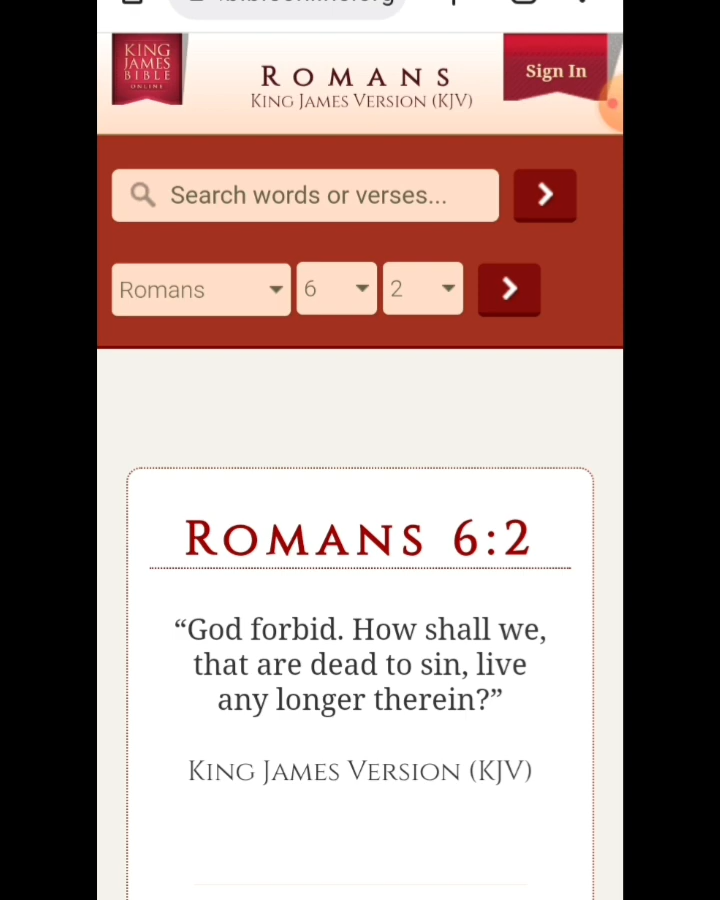 KING
JAMES
BIBLE
ONLINE
ROMANS
KING JAMES VERSION (KJV)
Sign In
Search words or verses...
Romans
6
2
ROMANS 6:2
“God forbid. How shall we,
that are dead to sin, live
any longer therein?”
KING JAMES VERSION (KJV)